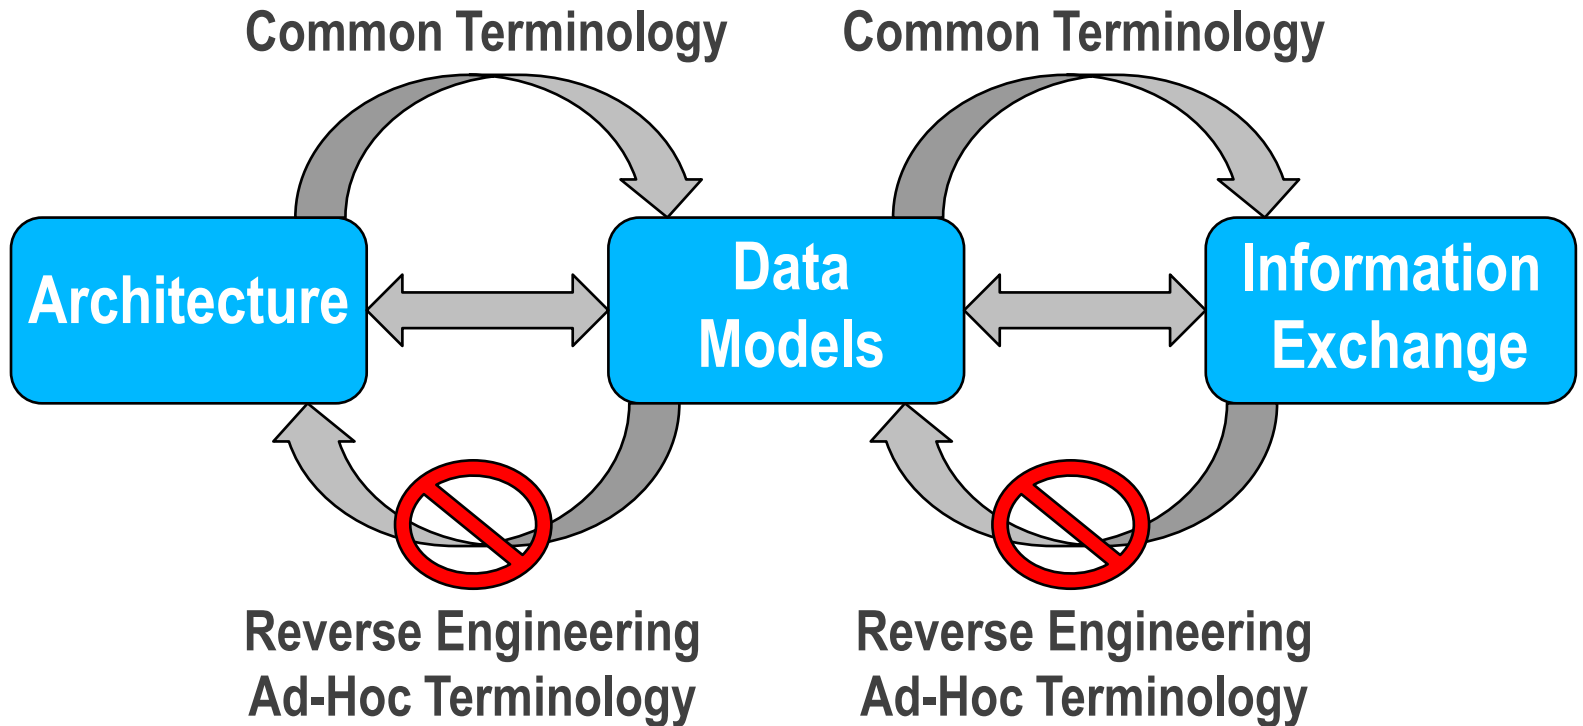 Common Terminology
Common Terminology
Architecture
Data
Models
Information
Exchange
Reverse Engineering
Ad-Hoc Terminology
Reverse Engineering
Ad-Hoc Terminology